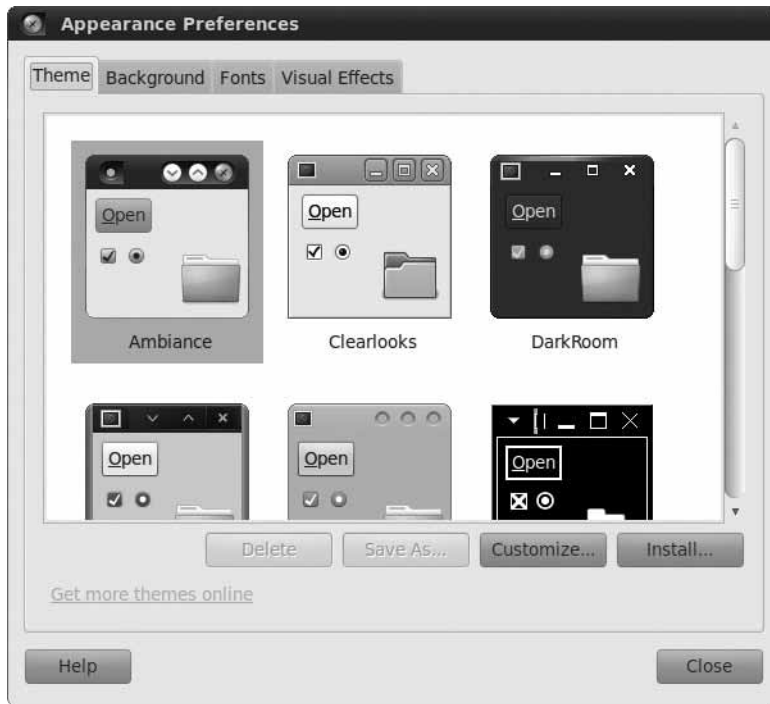 Appearance Preferences
Theme Background Fonts Visual Effects
Open Open Open
Ambiance Clearlooks DarkRoom
Open Open Open
Delete Save As... Customize... Install...
Get more themes online
Help Close